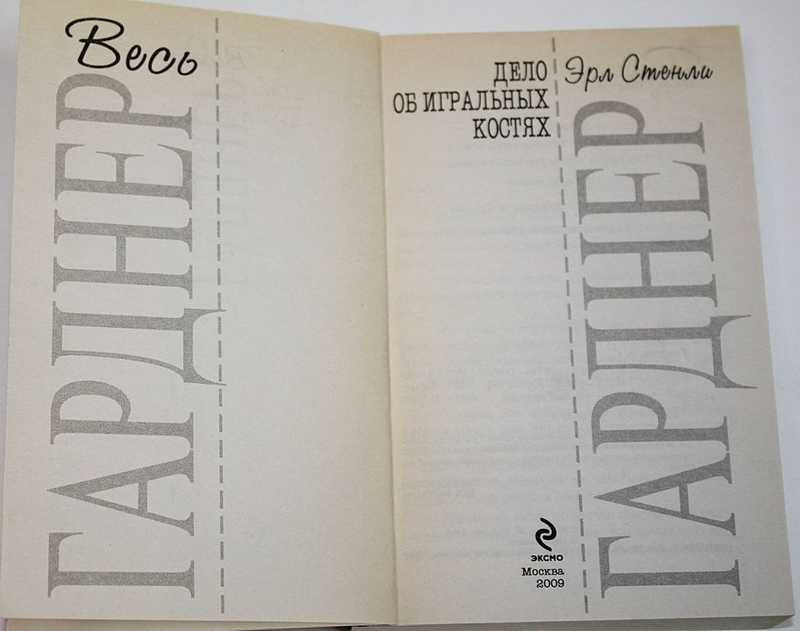 Весь
ГАРДНЕР
ДЕЛО
ОБ ИГРАЛЬНЫХ
КОСТЯХ
Эрл Стенли
ГАРДНЕР
ЭКСМО
Москва
2009